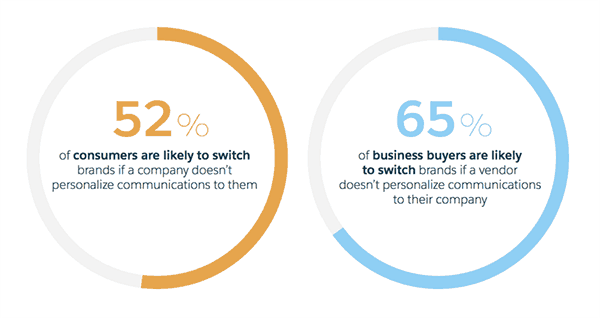 52%
of consumers are likely to switch
brands if a company doesn't
personalize communications to them
65%
of business buyers are likely
to switch brands if a vendor
doesn't personalize communications
to their company